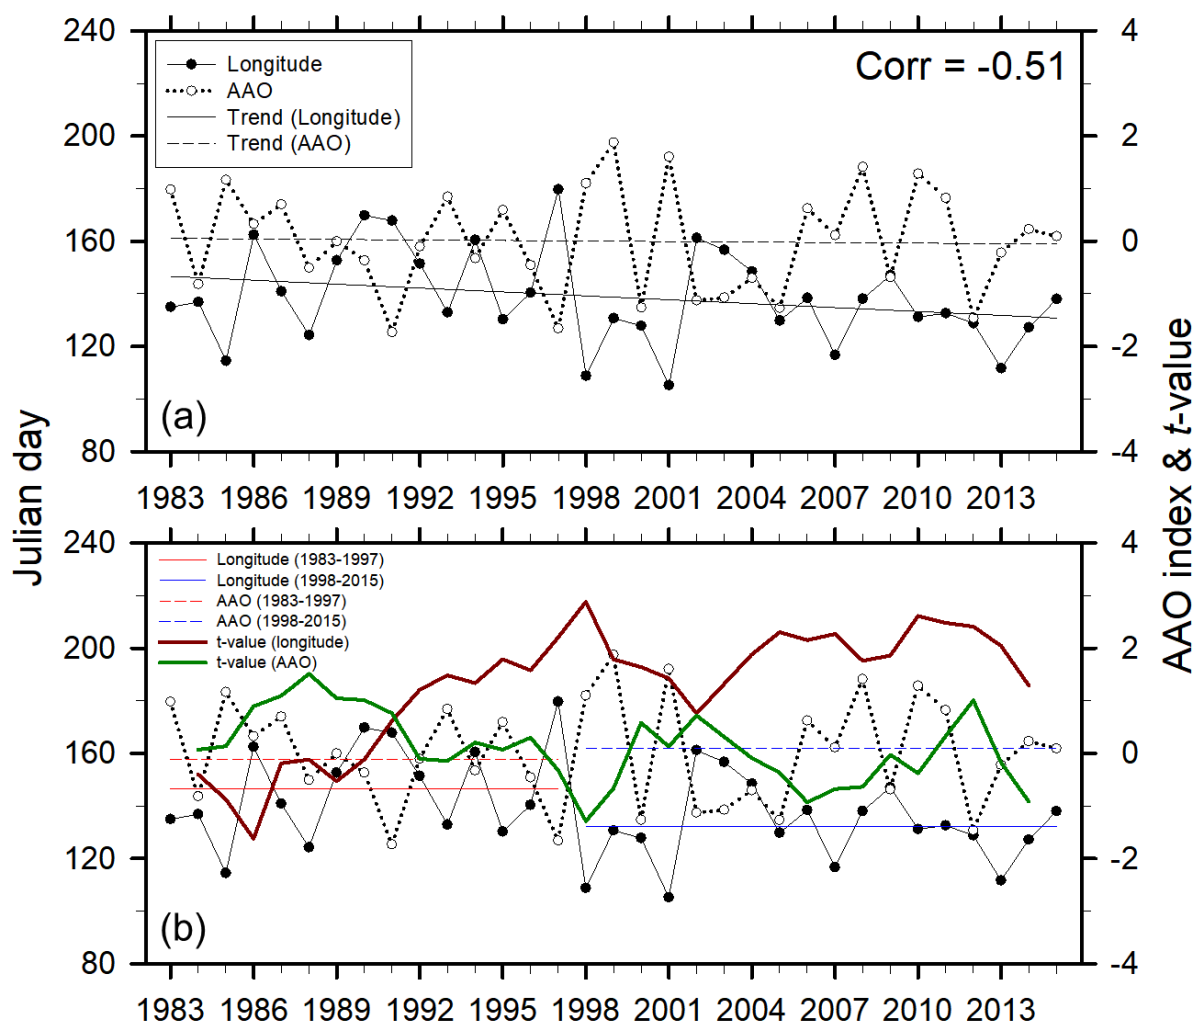 240
200
160
120
80
4
2
0
-2
-4
Longitude
AAO
Trend (Longitude)
Trend (AAO)
Corr = -0.51
(a)
1983 1986 1989 1992 1995 1998 2001 2004 2007 2010 2013
Julian day
AAO index & t-value
240
200
160
120
80
4
2
0
-2
-4
Longitude (1983-1997)
Longitude (1998-2015)
AAO (1983-1997)
AAO (1998-2015)
t-value (longitude)
t-value (AAO)
(b)
1983 1986 1989 1992 1995 1998 2001 2004 2007 2010 2013